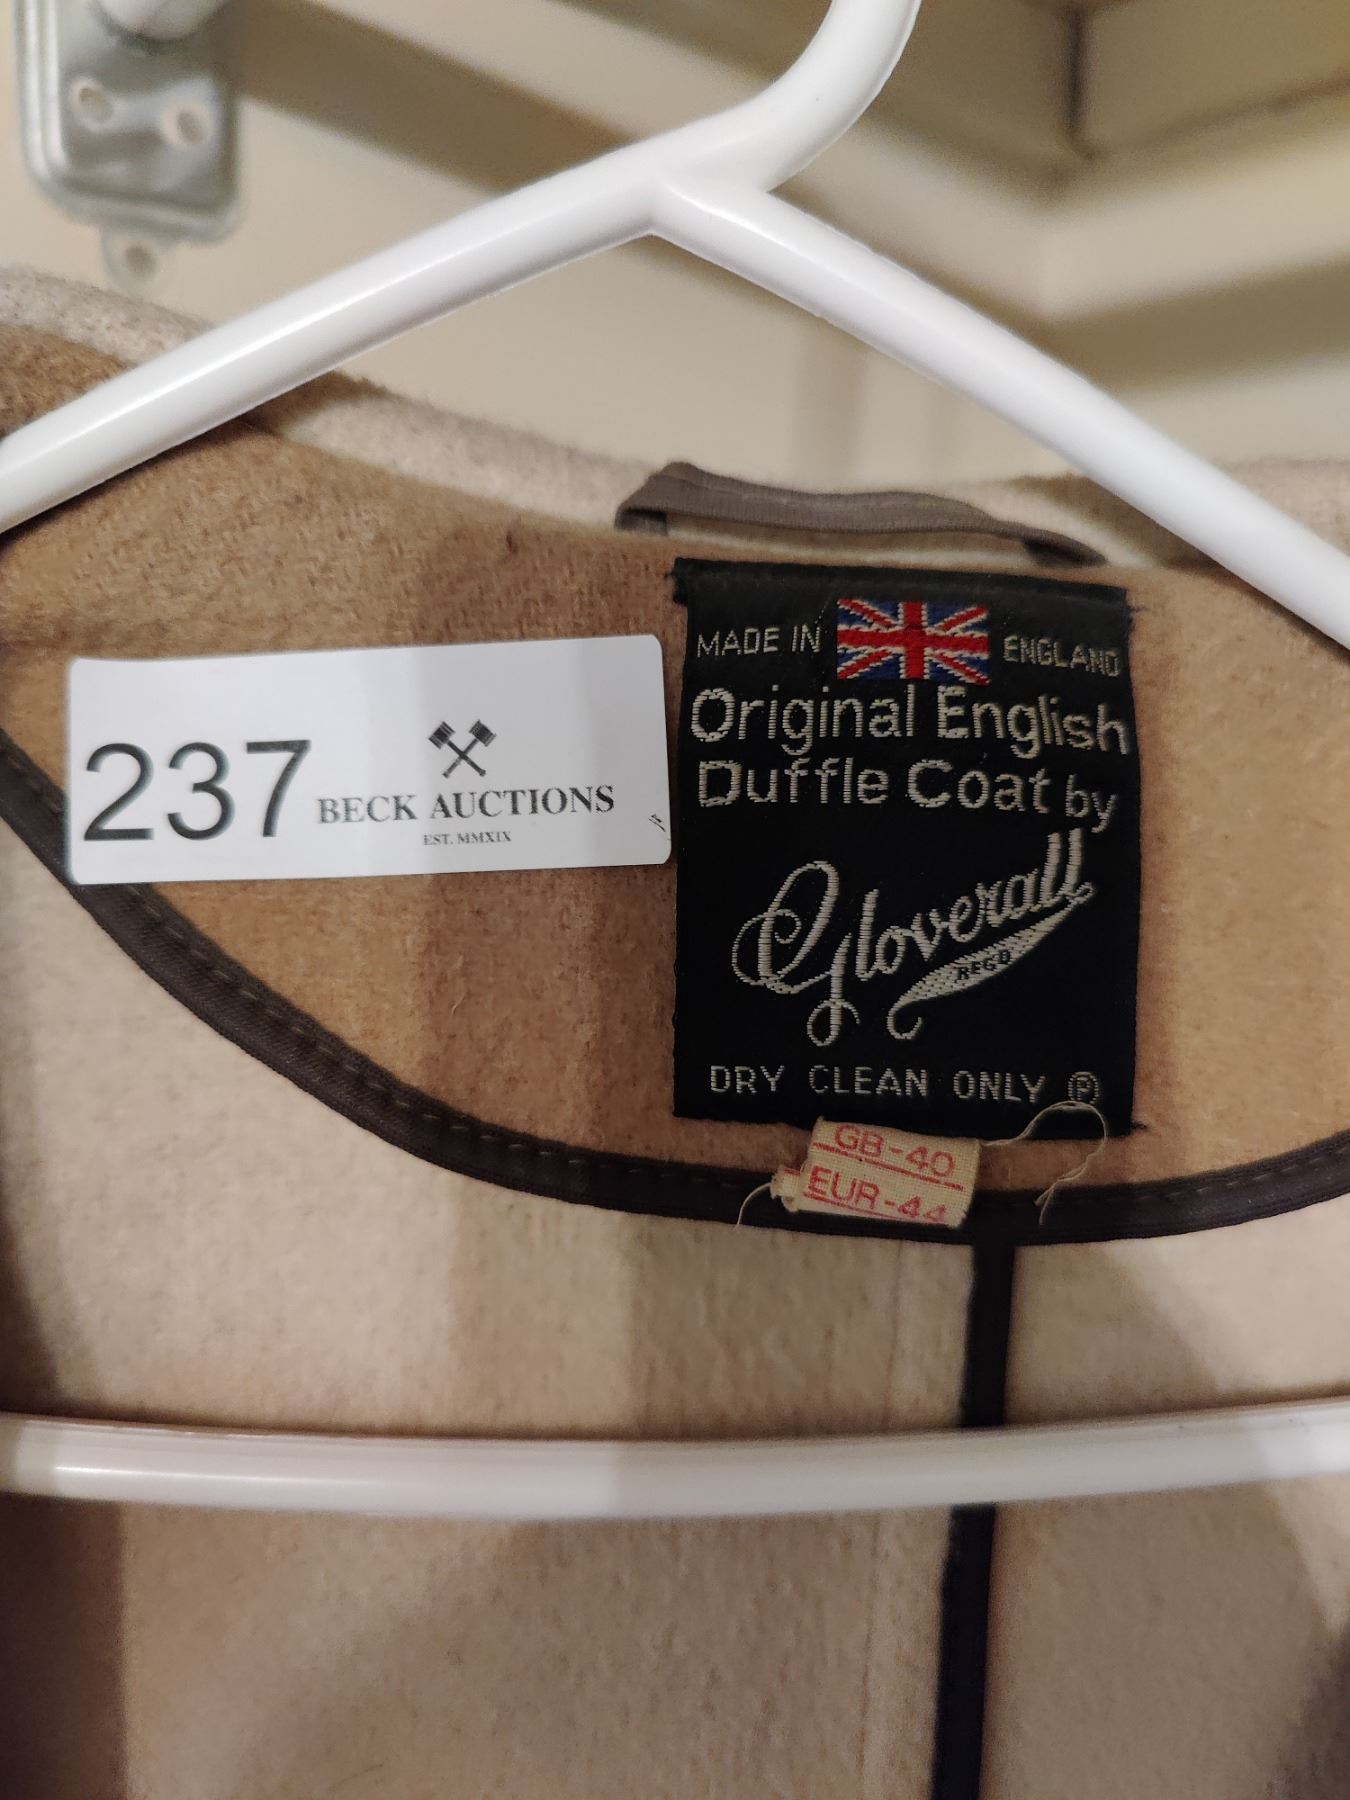 237
BECK AUCTIONS
EST. MMXIX
MADE IN ENGLAND
Original English
Duffle Coat by
Gloverall
REGD
DRY CLEAN ONLY Ⓟ
GB-40
EUR-44